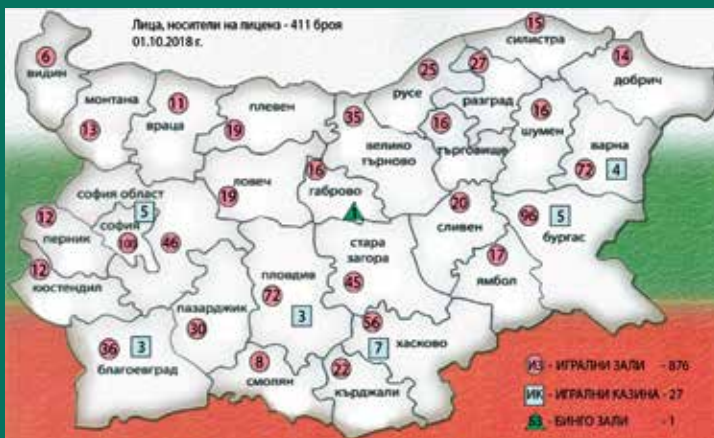 Лица, носители на лиценз - 411 броя
01.10.2018 г.
15
силистра
6
видин
25
27
14
добрич
русе
монтана
11
плевен
разград
35
16
13
враца
19
16
шумен
велико
търново
търговище
варна
72
4
ловеч
16
софия област
19
габрово
5
1
20
96
5
12
софия
сливен
бургас
перник
100
46
стара
загора
17
12
пловдив
ямбол
кюстендил
72
45
пазарджик
56
30
3
хасково
36
3
7
благоевград
8
22
смолян
кърджали
ИЗ - ИГРАЛНИ ЗАЛИ - 876
ИК - ИГРАЛНИ КАЗИНА - 27
БЗ - БИНГО ЗАЛИ - 1